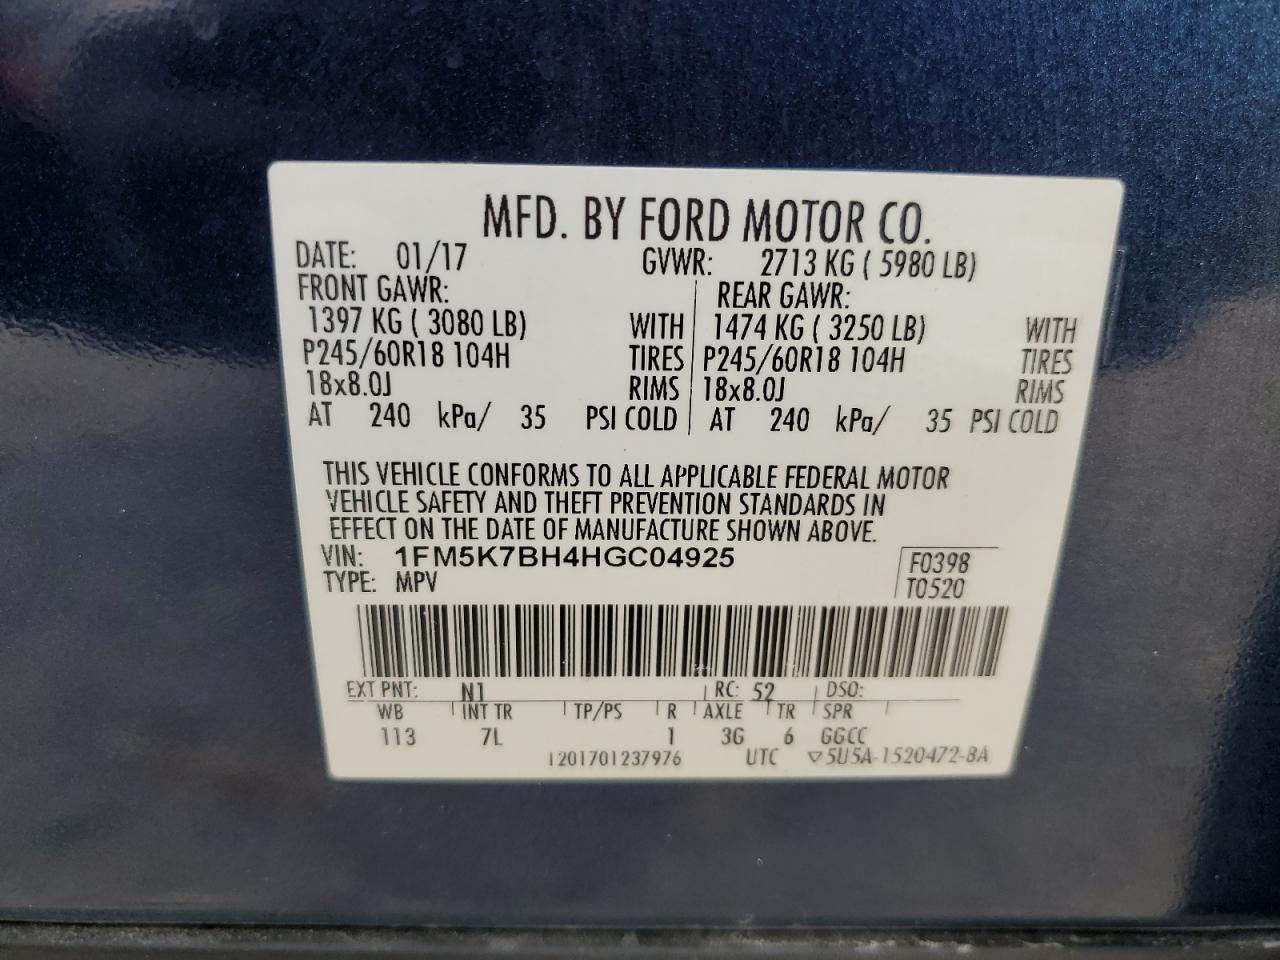 MFD. BY FORD MOTOR CO.
DATE: 01/17 GVWR: 2713 KG ( 5980 LB)
FRONT GAWR: REAR GAWR:
1397 KG ( 3080 LB) WITH 1474 KG ( 3250 LB) WITH
P245/60R18 104H TIRES P245/60R18 104H TIRES
18x8.0J RIMS 18x8.0J RIMS
AT 240 kPa/ 35 PSI COLD AT 240 kPa/ 35 PSI COLD
THIS VEHICLE CONFORMS TO ALL APPLICABLE FEDERAL MOTOR
VEHICLE SAFETY AND THEFT PREVENTION STANDARDS IN
EFFECT ON THE DATE OF MANUFACTURE SHOWN ABOVE.
VIN: 1FM5K7BH4HGC04925 F0398
TYPE: MPV T0520
EXT PNT: N1 RC: 52 DSO:
WB INT TR TP/PS R AXLE TR SPR
113 7L 1 3G 6 GGCC
1201701237976 UTC ▽5U5A-1520472-BA